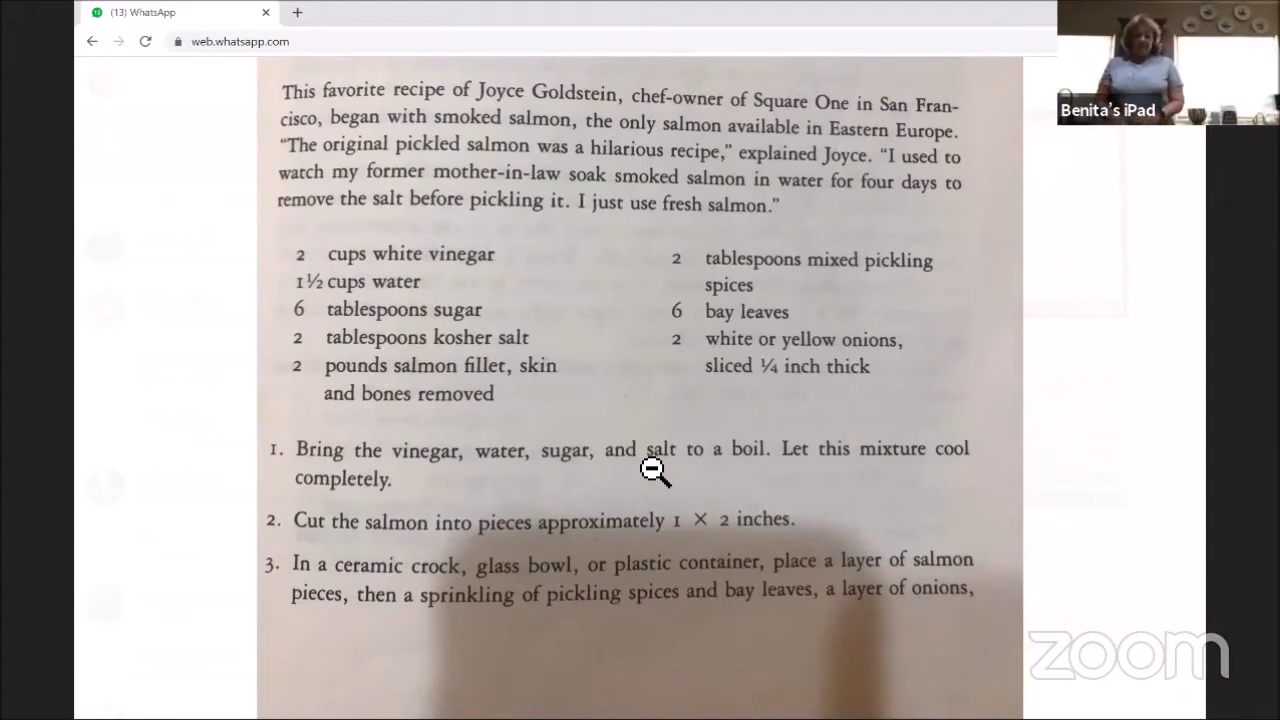 (13) WhatsApp
web.whatsapp.com
Benita's iPad
This favorite recipe of Joyce Goldstein, chef-owner of Square One in San Fran-
cisco, began with smoked salmon, the only salmon available in Eastern Europe.
"The original pickled salmon was a hilarious recipe," explained Joyce. "I used to
watch my former mother-in-law soak smoked salmon in water for four days to
remove the salt before pickling it. I just use fresh salmon."
2 cups white vinegar
1½ cups water
6 tablespoons sugar
2 tablespoons kosher salt
2 pounds salmon fillet, skin
and bones removed
2 tablespoons mixed pickling
spices
6 bay leaves
2 white or yellow onions,
sliced ¼ inch thick
1. Bring the vinegar, water, sugar, and salt to a boil. Let this mixture cool
completely.
2. Cut the salmon into pieces approximately 1 × 2 inches.
3. In a ceramic crock, glass bowl, or plastic container, place a layer of salmon
pieces, then a sprinkling of pickling spices and bay leaves, a layer of onions,
zoom